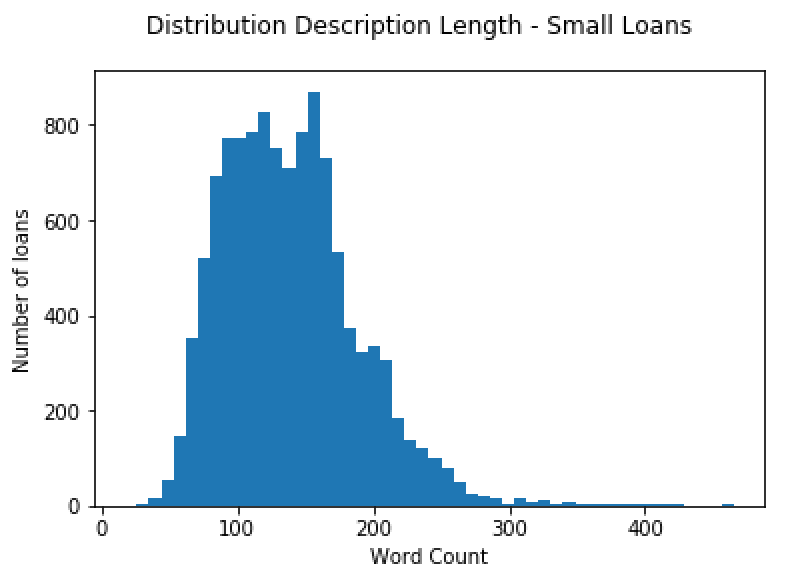 Distribution Description Length - Small Loans
800
600
400
200
0
Number of loans
0 100 200 300 400
Word Count